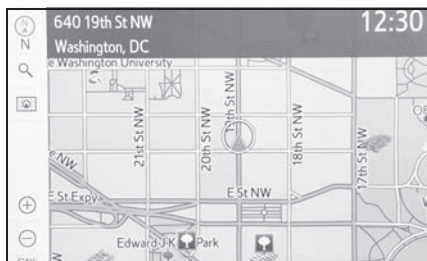 640 19th St NW
12:30
Washington, DC
N
e Washington University
21st St NW
20th St NW
19th St NW
18th St NW
17th St NW
e NW
E St Expy
E St NW
Edward J K Park